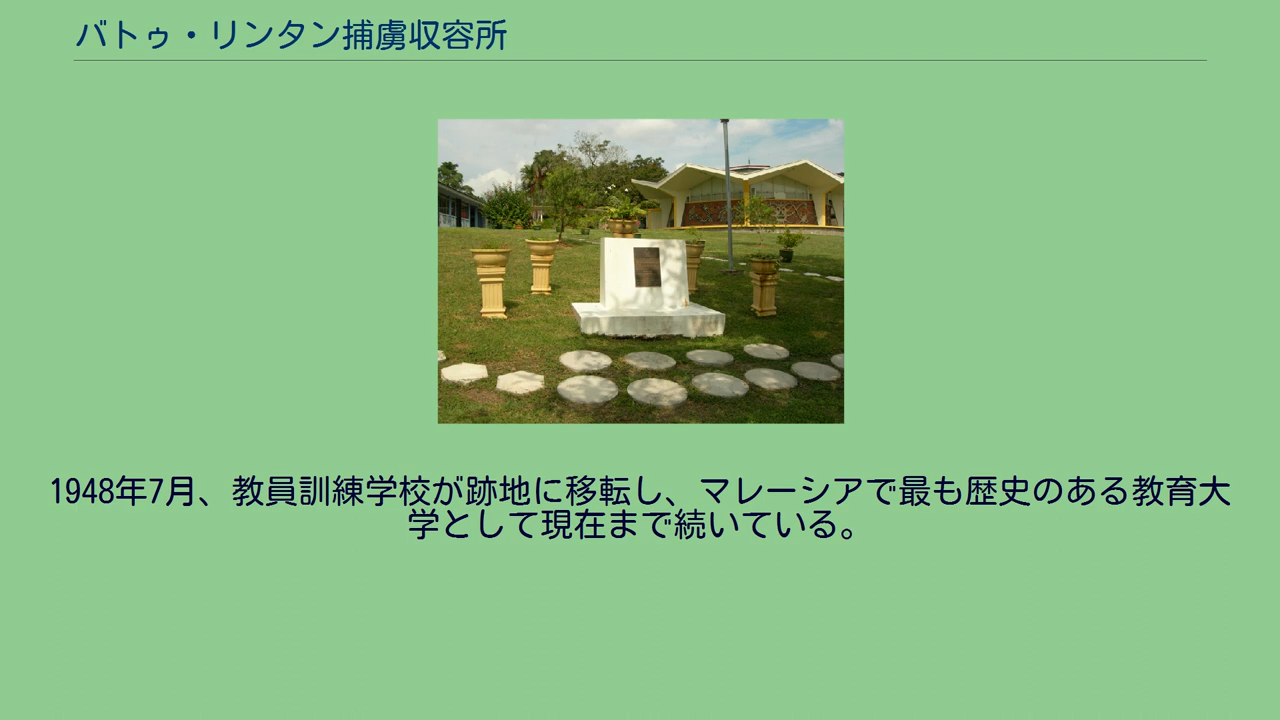 バトゥ・リンタン捕虜収容所
1948年7月、教員訓練学校が跡地に移転し、マレーシアで最も歴史のある教育大
学として現在まで続いている。